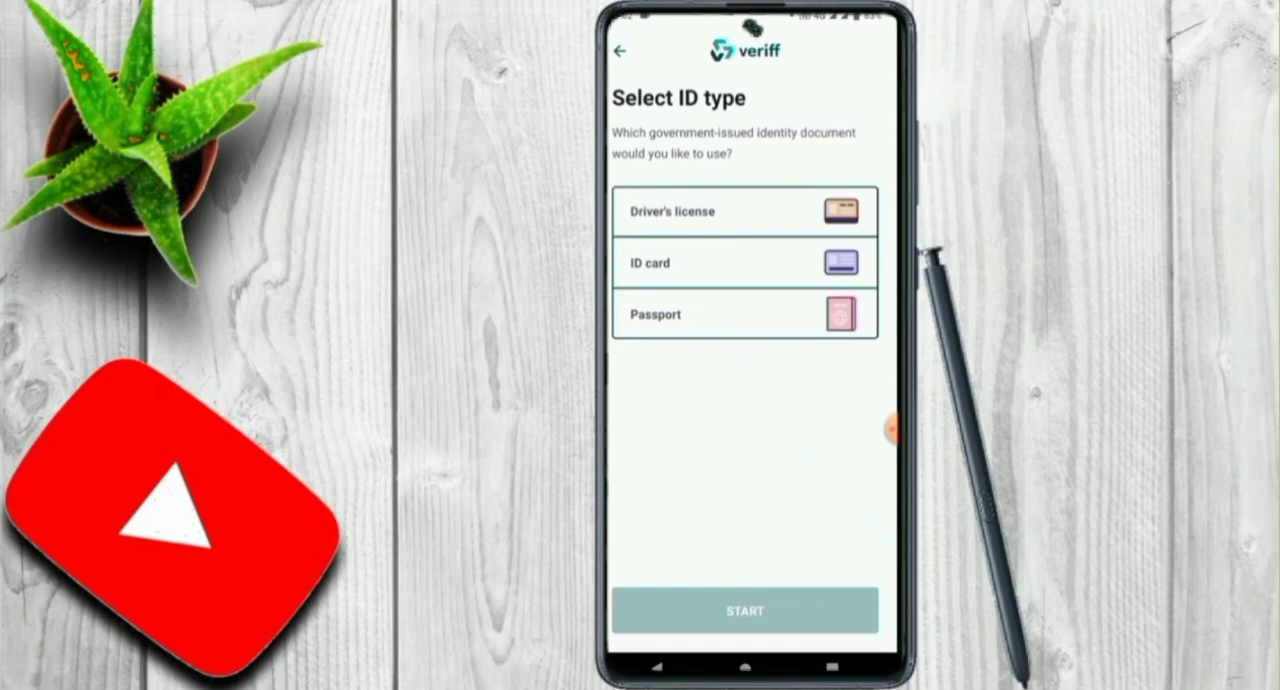 veriff
Select ID type
Which government-issued identity document
would you like to use?
Driver's license
ID card
Passport
START